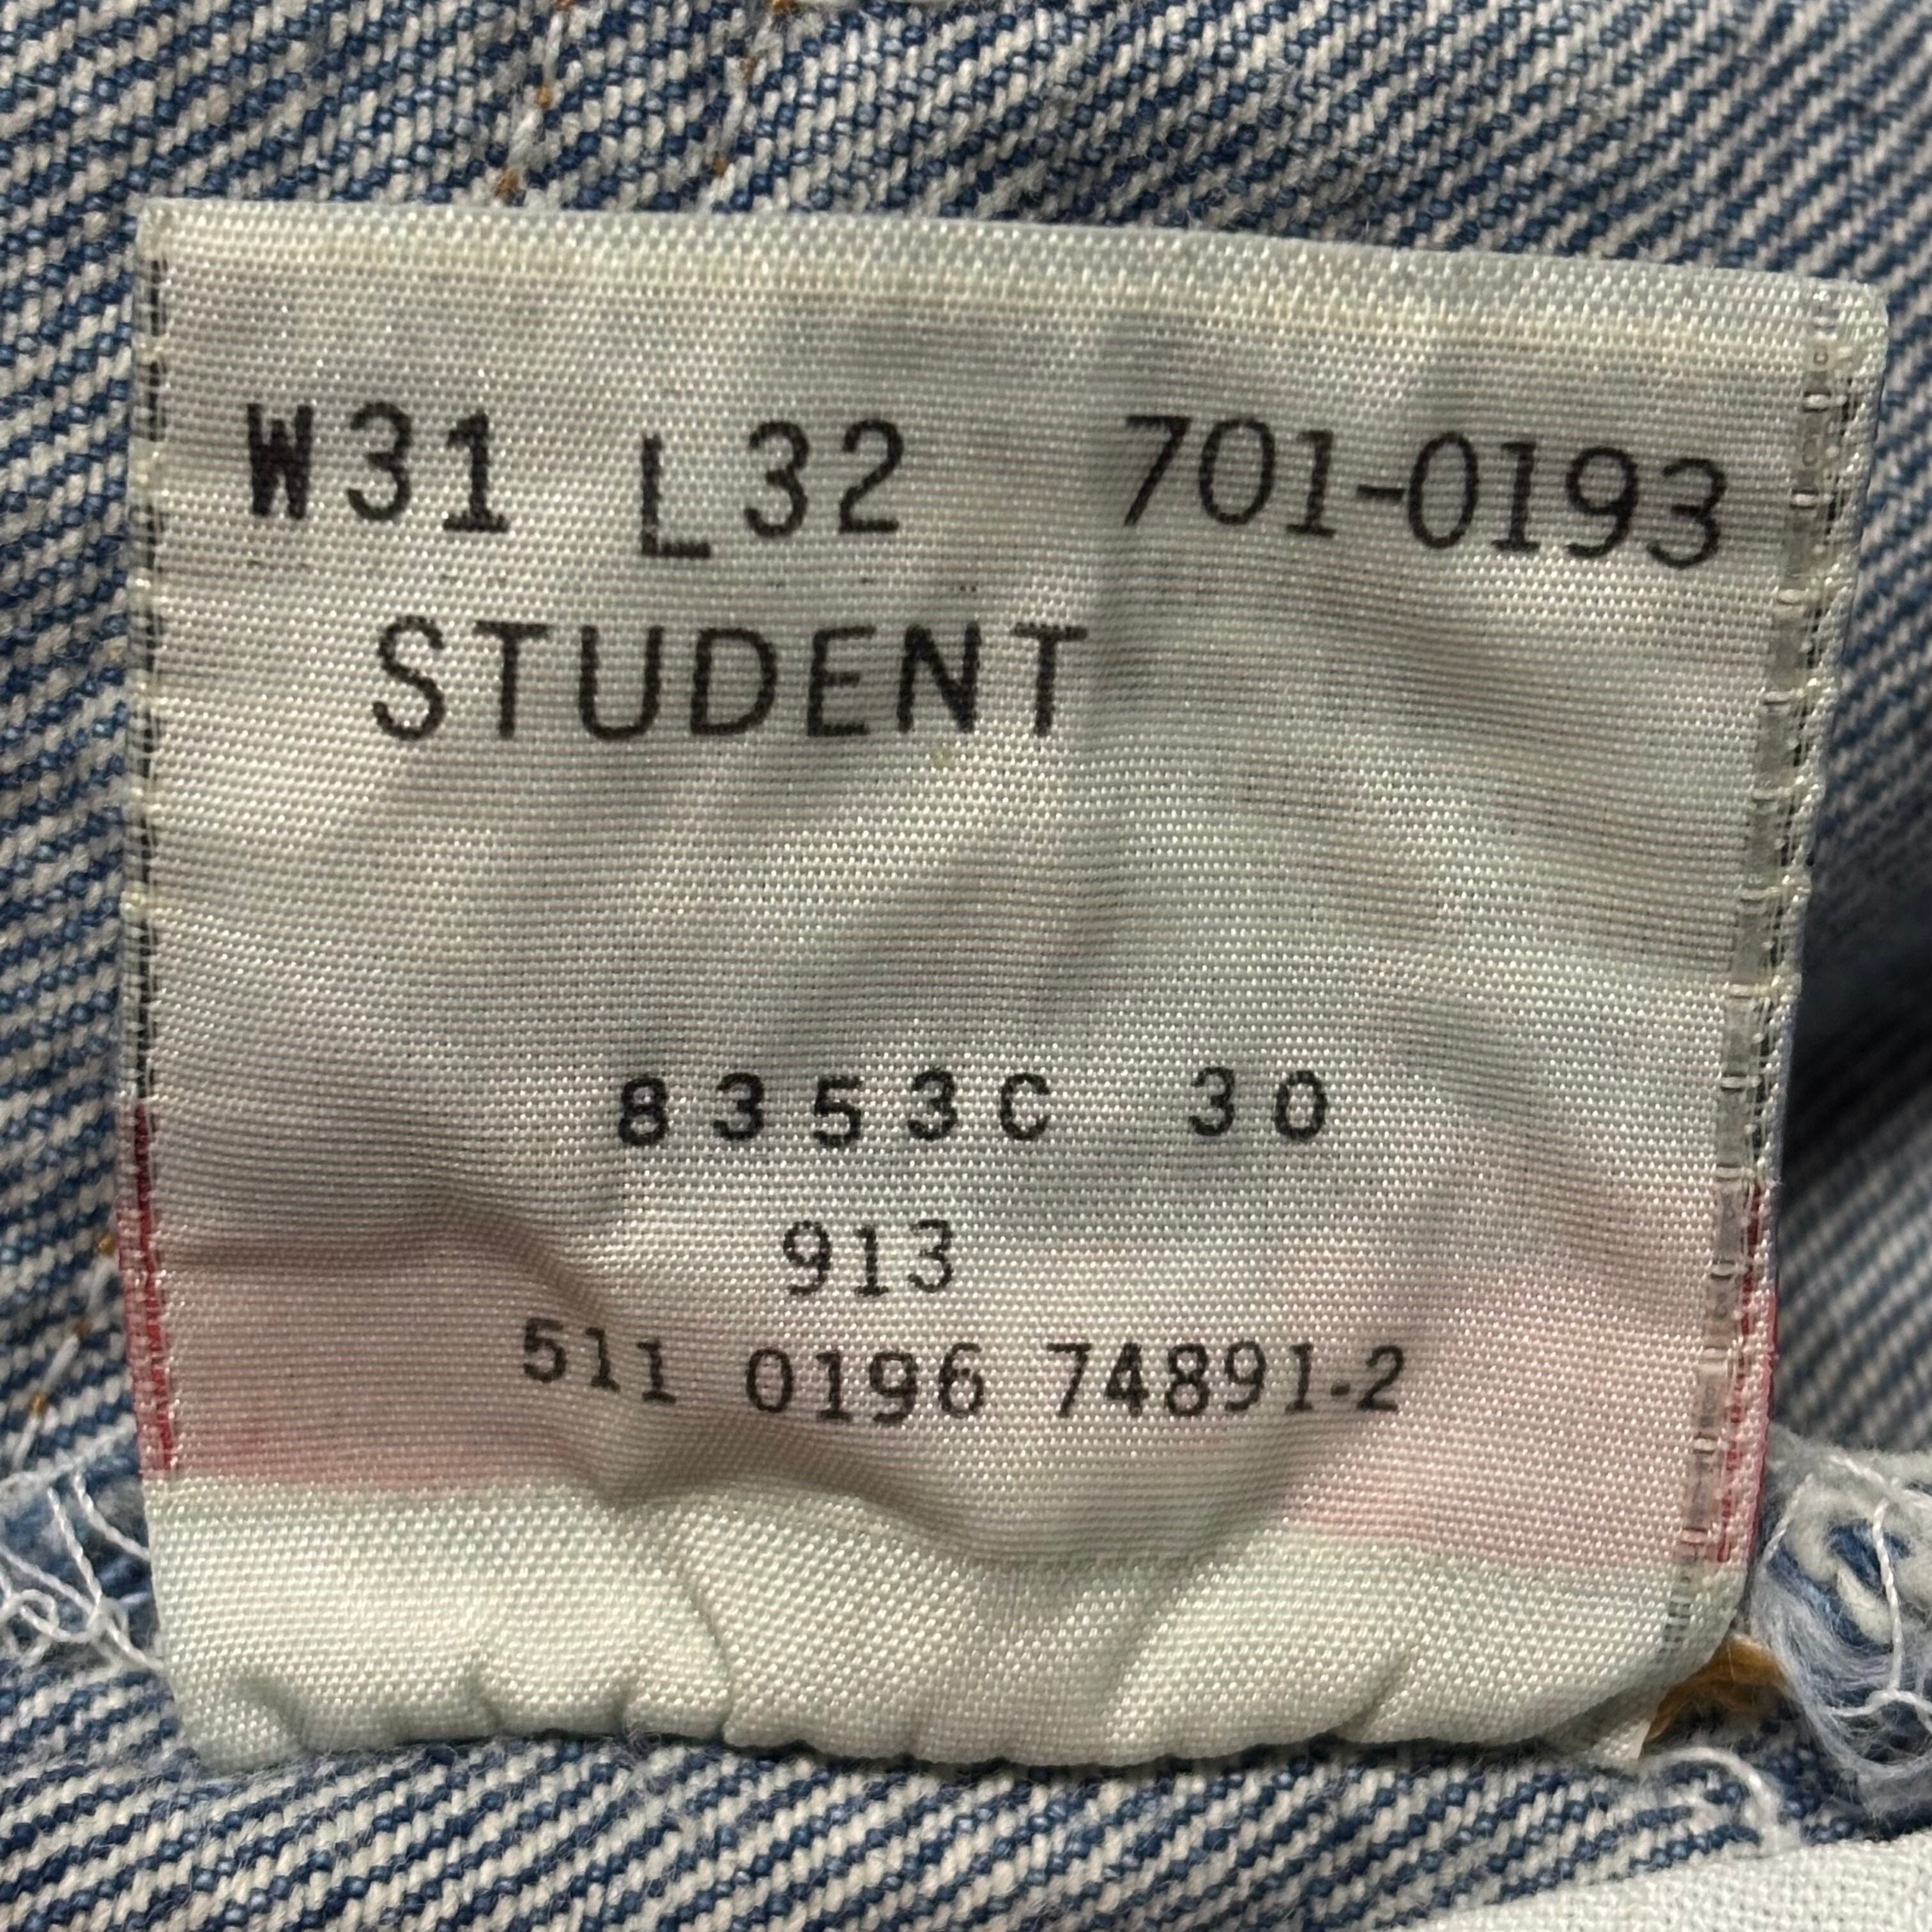 W31 L32 701-0193
STUDENT
8353C 30
913
511 0196 74891-2